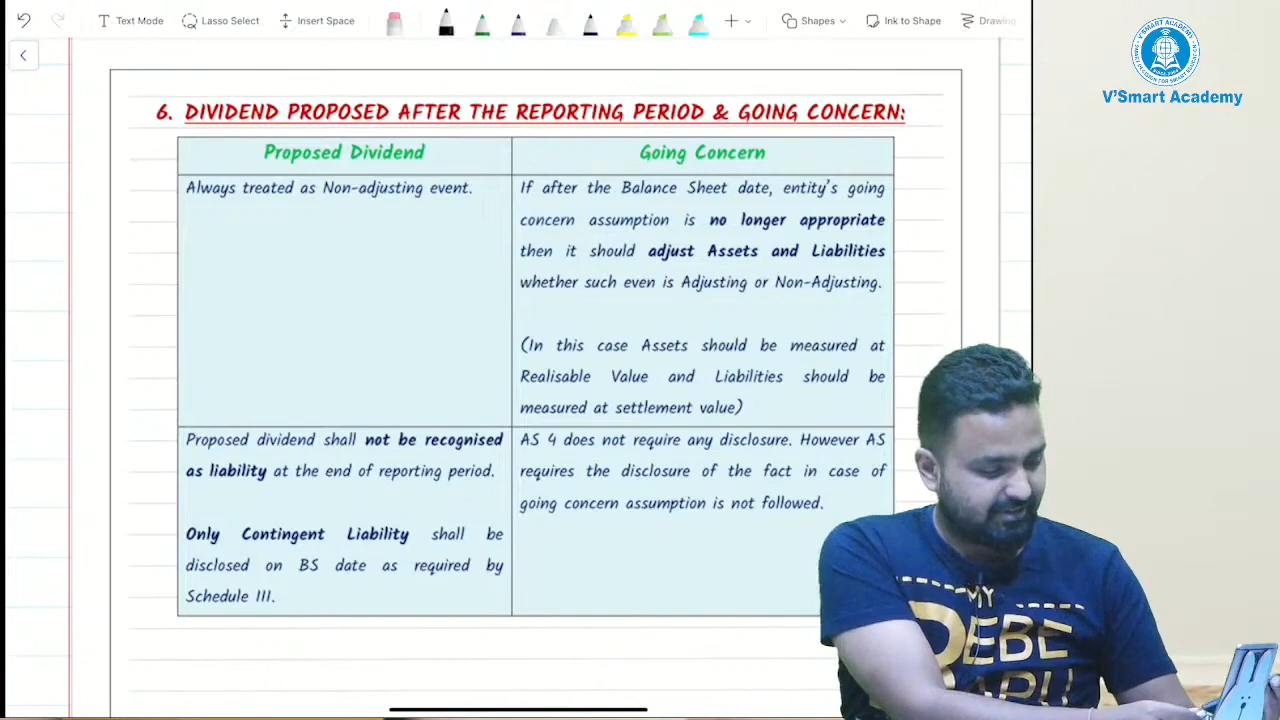 Text Mode
Lasso Select
Insert Space
Shapes
Ink to Shape
Drawing
V'SMART ACADEMY
V'Smart Academy
6. DIVIDEND PROPOSED AFTER THE REPORTING PERIOD & GOING CONCERN:
Proposed Dividend
Going Concern
Always treated as Non-adjusting event.
If after the Balance Sheet date, entity's going
concern assumption is no longer appropriate
then it should adjust Assets and Liabilities
whether such even is Adjusting or Non-Adjusting.
(In this case Assets should be measured at
Realisable Value and Liabilities should be
measured at settlement value)
Proposed dividend shall not be recognised
as liability at the end of reporting period.
Only Contingent Liability shall be
disclosed on BS date as required by
Schedule III.
AS 4 does not require any disclosure. However AS
requires the disclosure of the fact in case of
going concern assumption is not followed.
MY
BEBE
BAPU